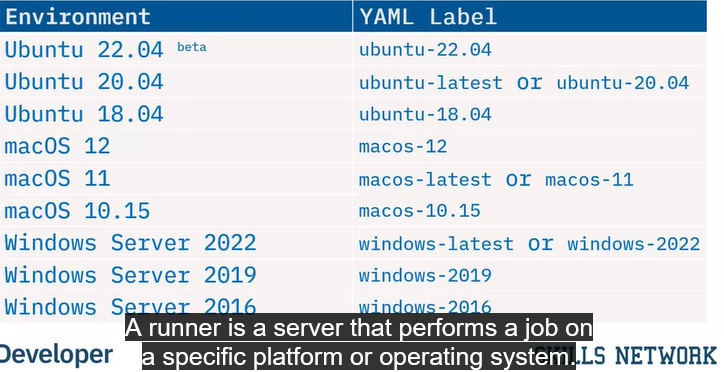 Environment YAML Label
Ubuntu 22.04 beta ubuntu-22.04
Ubuntu 20.04 ubuntu-latest or ubuntu-20.04
Ubuntu 18.04 ubuntu-18.04
macOS 12 macos-12
macOS 11 macos-latest or macos-11
macOS 10.15 macos-10.15
Windows Server 2022 windows-latest or windows-2022
Windows Server 2019 windows-2019
Windows Server 2016 windows-2016
A runner is a server that performs a job on
a specific platform or operating system.
Developer SKILLS NETWORK